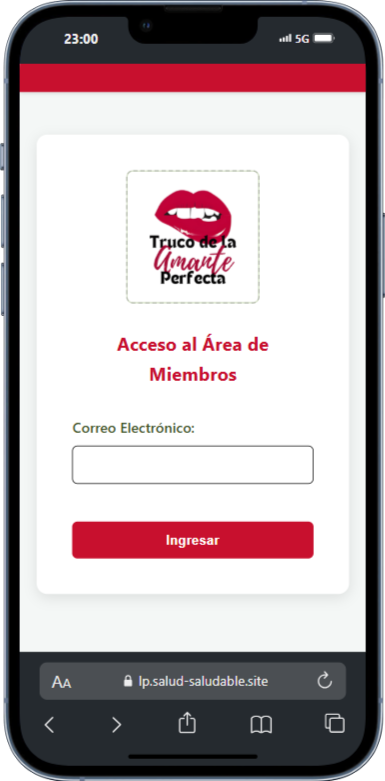 23:00
5G
Truco de la
Amante
Perfecta
Acceso al Área de
Miembros
Correo Electrónico:
Ingresar
AA
lp.salud-saludable.site